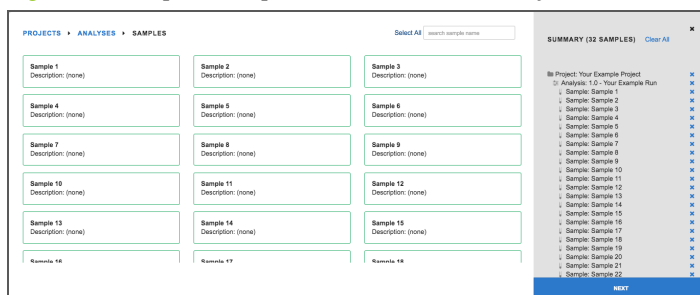 PROJECTS ▸ ANALYSES ▸ SAMPLES
Select All search sample name
Sample 1
Description: (none)
Sample 2
Description: (none)
Sample 3
Description: (none)
Sample 4
Description: (none)
Sample 5
Description: (none)
Sample 6
Description: (none)
Sample 7
Description: (none)
Sample 8
Description: (none)
Sample 9
Description: (none)
Sample 10
Description: (none)
Sample 11
Description: (none)
Sample 12
Description: (none)
Sample 13
Description: (none)
Sample 14
Description: (none)
Sample 15
Description: (none)
Sample 16
Sample 17
Sample 18
SUMMARY (32 SAMPLES) Clear All
Project: Your Example Project
Analysis: 1.0 - Your Example Run
Sample: Sample 1
Sample: Sample 2
Sample: Sample 3
Sample: Sample 4
Sample: Sample 5
Sample: Sample 6
Sample: Sample 7
Sample: Sample 8
Sample: Sample 9
Sample: Sample 10
Sample: Sample 11
Sample: Sample 12
Sample: Sample 13
Sample: Sample 14
Sample: Sample 15
Sample: Sample 16
Sample: Sample 17
Sample: Sample 18
Sample: Sample 19
Sample: Sample 20
Sample: Sample 21
Sample: Sample 22
NEXT